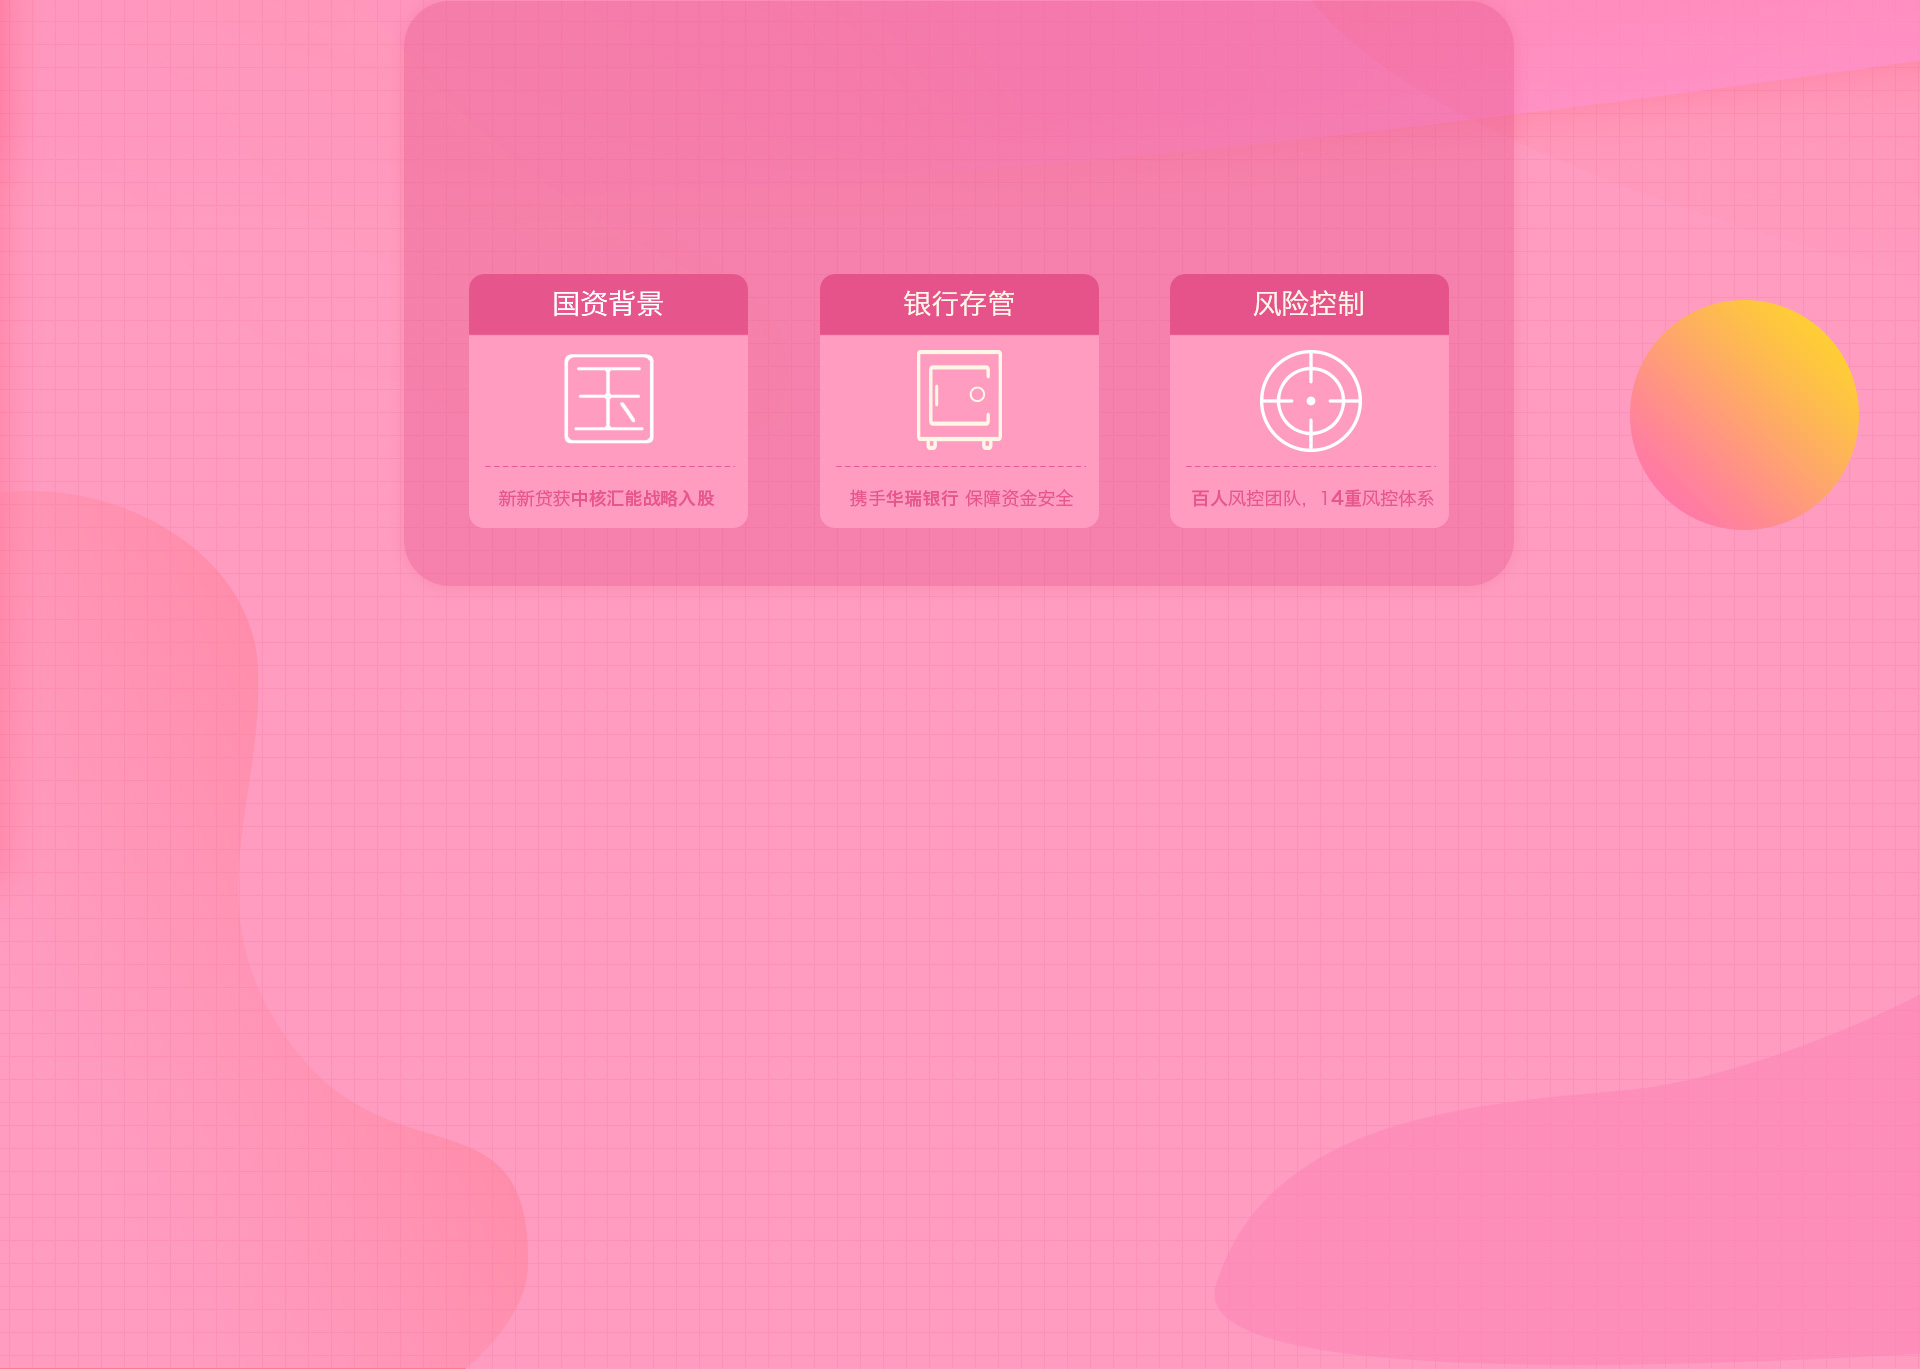 国资背景
银行存管
风险控制
新新贷获中核汇能战略入股
携手华瑞银行 保障资金安全
百人风控团队，14重风控体系